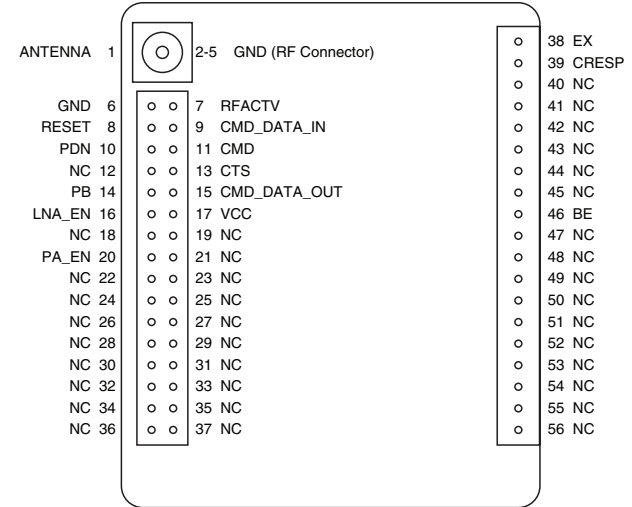 ANTENNA 1 2-5 GND (RF Connector)
GND 6 7 RFACTV
RESET 8 9 CMD_DATA_IN
PDN 10 11 CMD
NC 12 13 CTS
PB 14 15 CMD_DATA_OUT
LNA_EN 16 17 VCC
NC 18 19 NC
PA_EN 20 21 NC
NC 22 23 NC
NC 24 25 NC
NC 26 27 NC
NC 28 29 NC
NC 30 31 NC
NC 32 33 NC
NC 34 35 NC
NC 36 37 NC
38 EX
39 CRESP
40 NC
41 NC
42 NC
43 NC
44 NC
45 NC
46 BE
47 NC
48 NC
49 NC
50 NC
51 NC
52 NC
53 NC
54 NC
55 NC
56 NC